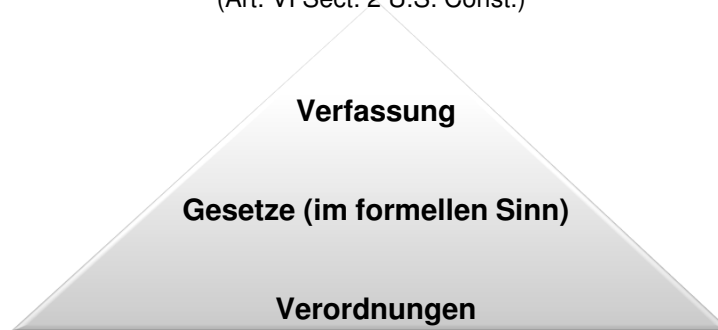 (Art. VI Sect. 2 U.S. Const.)
Verfassung
Gesetze (im formellen Sinn)
Verordnungen